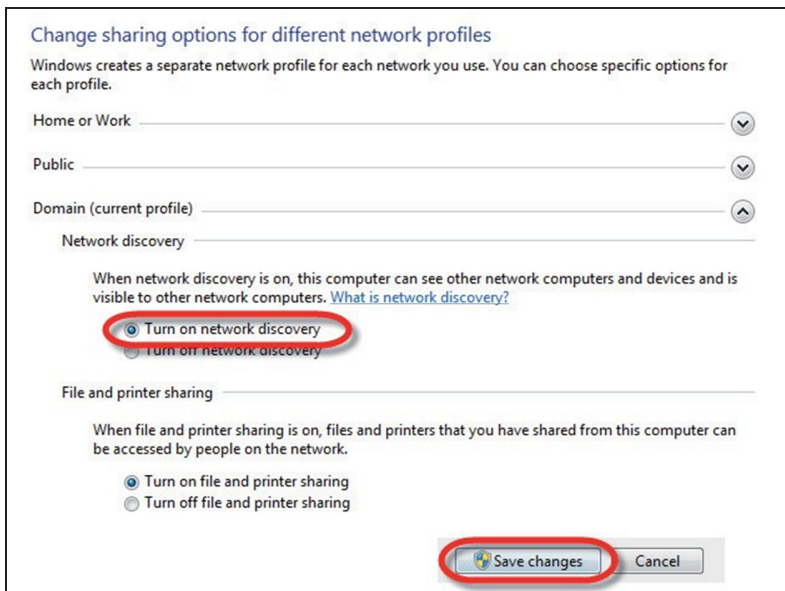 Change sharing options for different network profiles
Windows creates a separate network profile for each network you use. You can choose specific options for
each profile.
Home or Work
Public
Domain (current profile)
Network discovery
When network discovery is on, this computer can see other network computers and devices and is
visible to other network computers. What is network discovery?
Turn on network discovery
Turn off network discovery
File and printer sharing
When file and printer sharing is on, files and printers that you have shared from this computer can
be accessed by people on the network.
Turn on file and printer sharing
Turn off file and printer sharing
Save changes Cancel